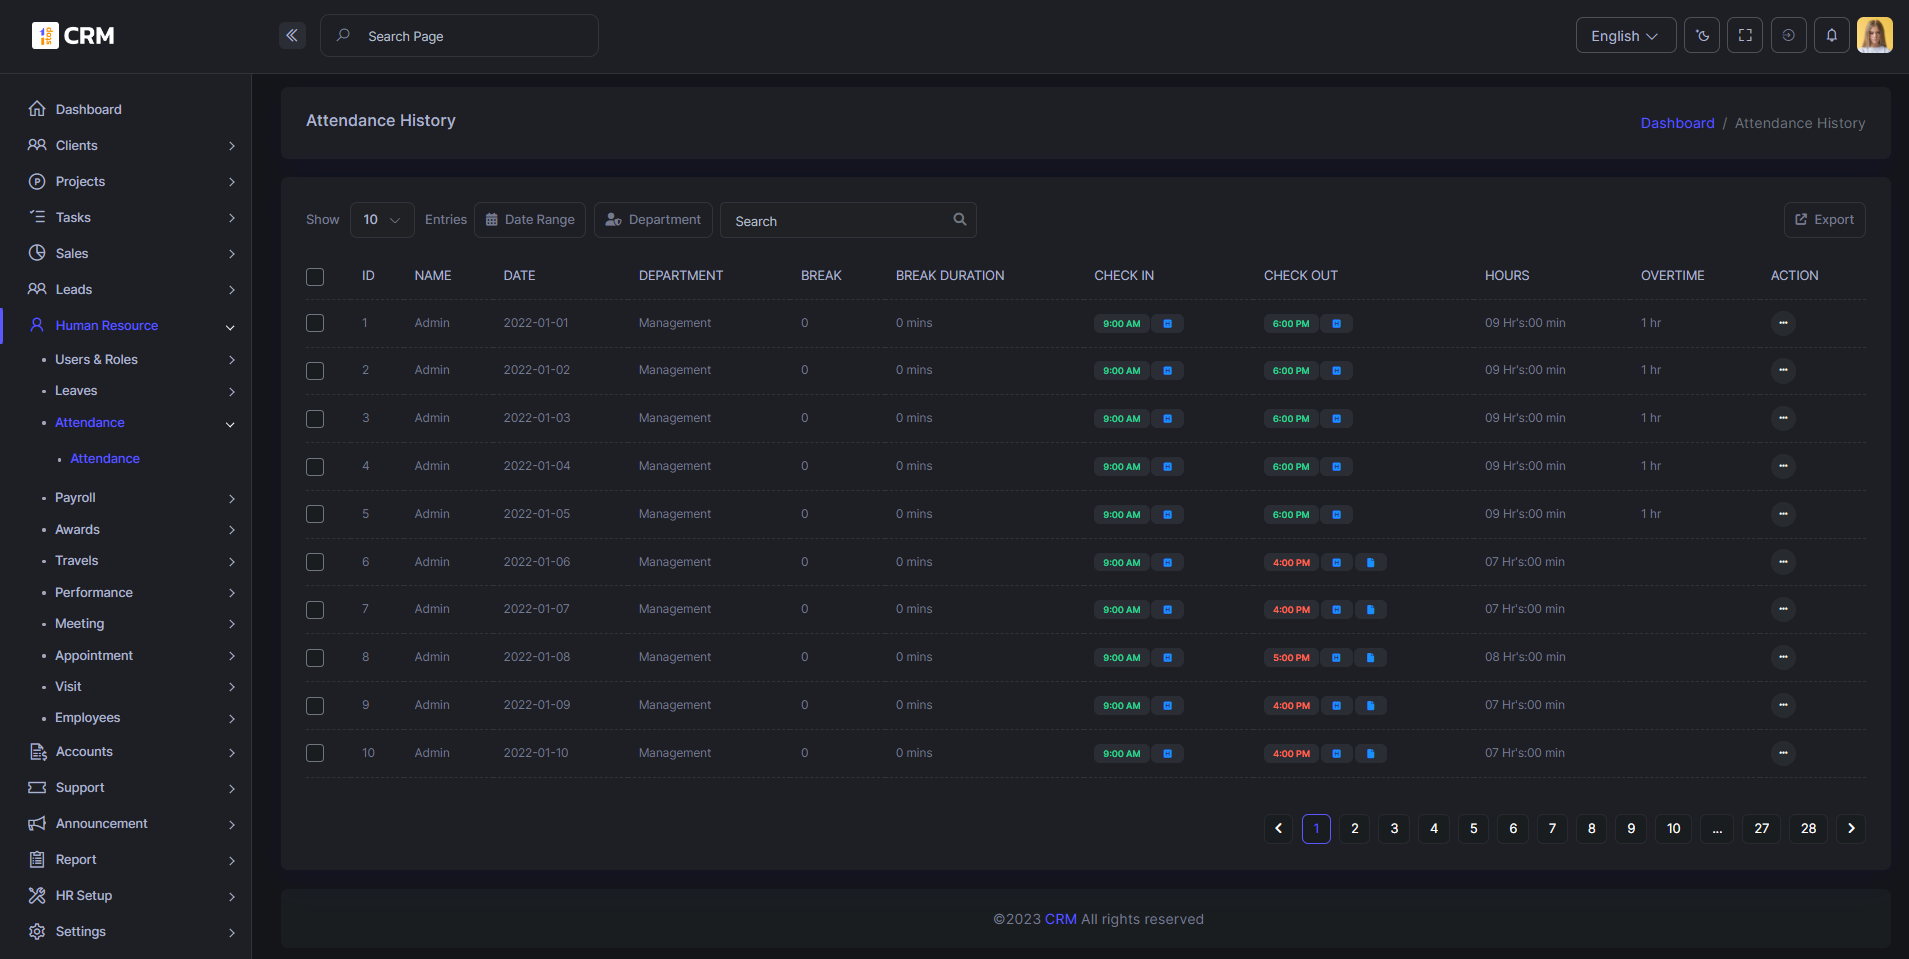 1 stop CRM
Search Page
English
Dashboard
Clients
Projects
Tasks
Sales
Leads
Human Resource
Users & Roles
Leaves
Attendance
Attendance
Payroll
Awards
Travels
Performance
Meeting
Appointment
Visit
Employees
Accounts
Support
Announcement
Report
HR Setup
Settings
Attendance History
Dashboard / Attendance History
Show 10 Entries Date Range Department Search Export
ID NAME DATE DEPARTMENT BREAK BREAK DURATION CHECK IN CHECK OUT HOURS OVERTIME ACTION
1 Admin 2022-01-01 Management 0 0 mins 9:00 AM H 6:00 PM H 09 Hr's:00 min 1 hr
2 Admin 2022-01-02 Management 0 0 mins 9:00 AM H 6:00 PM H 09 Hr's:00 min 1 hr
3 Admin 2022-01-03 Management 0 0 mins 9:00 AM H 6:00 PM H 09 Hr's:00 min 1 hr
4 Admin 2022-01-04 Management 0 0 mins 9:00 AM H 6:00 PM H 09 Hr's:00 min 1 hr
5 Admin 2022-01-05 Management 0 0 mins 9:00 AM H 6:00 PM H 09 Hr's:00 min 1 hr
6 Admin 2022-01-06 Management 0 0 mins 9:00 AM H 4:00 PM H 07 Hr's:00 min
7 Admin 2022-01-07 Management 0 0 mins 9:00 AM H 4:00 PM H 07 Hr's:00 min
8 Admin 2022-01-08 Management 0 0 mins 9:00 AM H 5:00 PM H 08 Hr's:00 min
9 Admin 2022-01-09 Management 0 0 mins 9:00 AM H 4:00 PM H 07 Hr's:00 min
10 Admin 2022-01-10 Management 0 0 mins 9:00 AM H 4:00 PM H 07 Hr's:00 min
1 2 3 4 5 6 7 8 9 10 ... 27 28
©2023 CRM All rights reserved